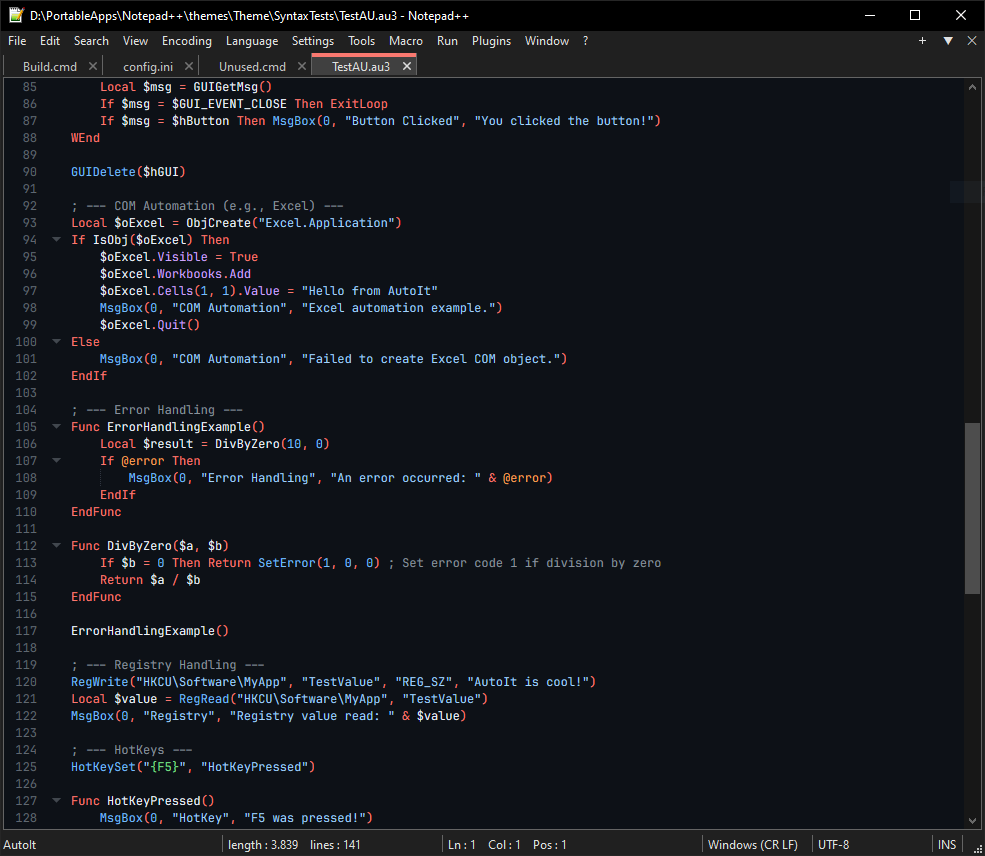 D:\PortableApps\Notepad++\themes\Theme\SyntaxTests\TestAU.au3 - Notepad++
File Edit Search View Encoding Language Settings Tools Macro Run Plugins Window ?
Build.cmd config.ini Unused.cmd TestAU.au3
85 Local $msg = GUIGetMsg()
86 If $msg = $GUI_EVENT_CLOSE Then ExitLoop
87 If $msg = $hButton Then MsgBox(0, "Button Clicked", "You clicked the button!")
88 WEnd
89
90 GUIDelete($hGUI)
91
92 ; --- COM Automation (e.g., Excel) ---
93 Local $oExcel = ObjCreate("Excel.Application")
94 If IsObj($oExcel) Then
95 $oExcel.Visible = True
96 $oExcel.Workbooks.Add
97 $oExcel.Cells(1, 1).Value = "Hello from AutoIt"
98 MsgBox(0, "COM Automation", "Excel automation example.")
99 $oExcel.Quit()
100 Else
101 MsgBox(0, "COM Automation", "Failed to create Excel COM object.")
102 EndIf
103
104 ; --- Error Handling ---
105 Func ErrorHandlingExample()
106 Local $result = DivByZero(10, 0)
107 If @error Then
108 MsgBox(0, "Error Handling", "An error occurred: " & @error)
109 EndIf
110 EndFunc
111
112 Func DivByZero($a, $b)
113 If $b = 0 Then Return SetError(1, 0, 0) ; Set error code 1 if division by zero
114 Return $a / $b
115 EndFunc
116
117 ErrorHandlingExample()
118
119 ; --- Registry Handling ---
120 RegWrite("HKCU\Software\MyApp", "TestValue", "REG_SZ", "AutoIt is cool!")
121 Local $value = RegRead("HKCU\Software\MyApp", "TestValue")
122 MsgBox(0, "Registry", "Registry value read: " & $value)
123
124 ; --- HotKeys ---
125 HotKeySet("{F5}", "HotKeyPressed")
126
127 Func HotKeyPressed()
128 MsgBox(0, "HotKey", "F5 was pressed!")
AutoIt length : 3.839 lines : 141 Ln : 1 Col : 1 Pos : 1 Windows (CR LF) UTF-8 INS